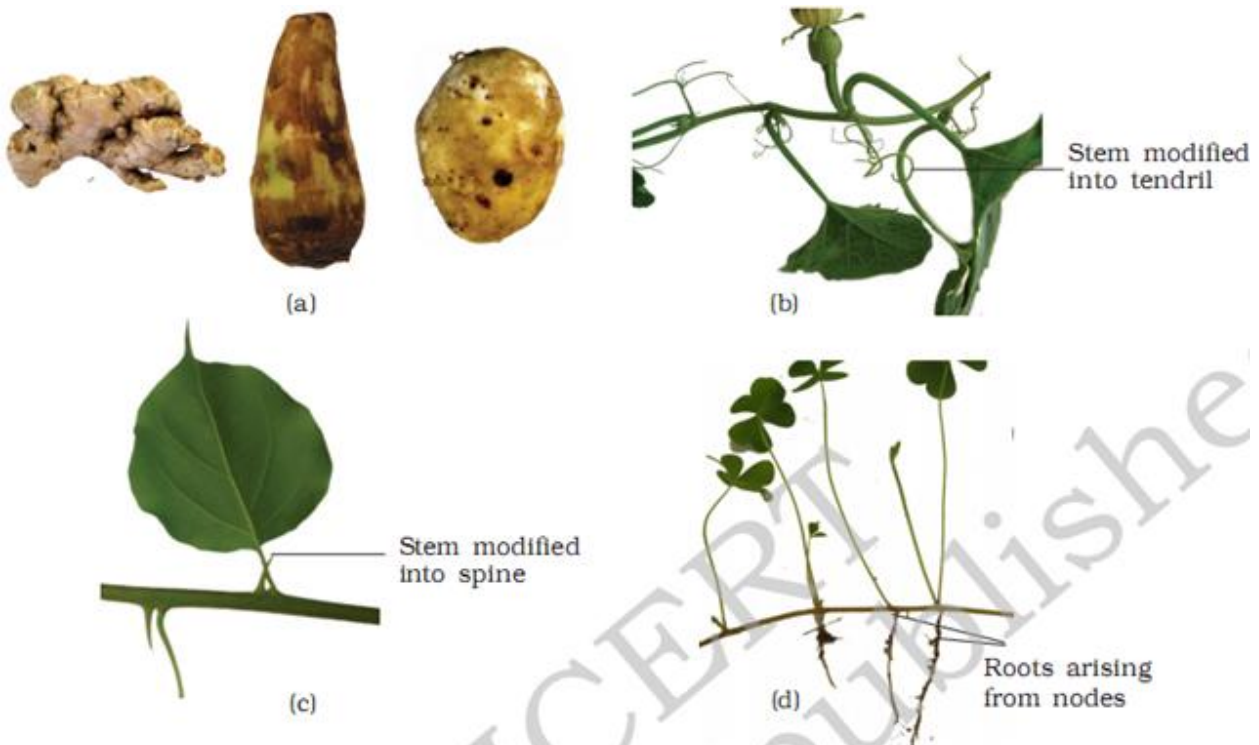 (a)
Stem modified
into tendril
(b)
Stem modified
into spine
(c)
Roots arising
from nodes
(d)